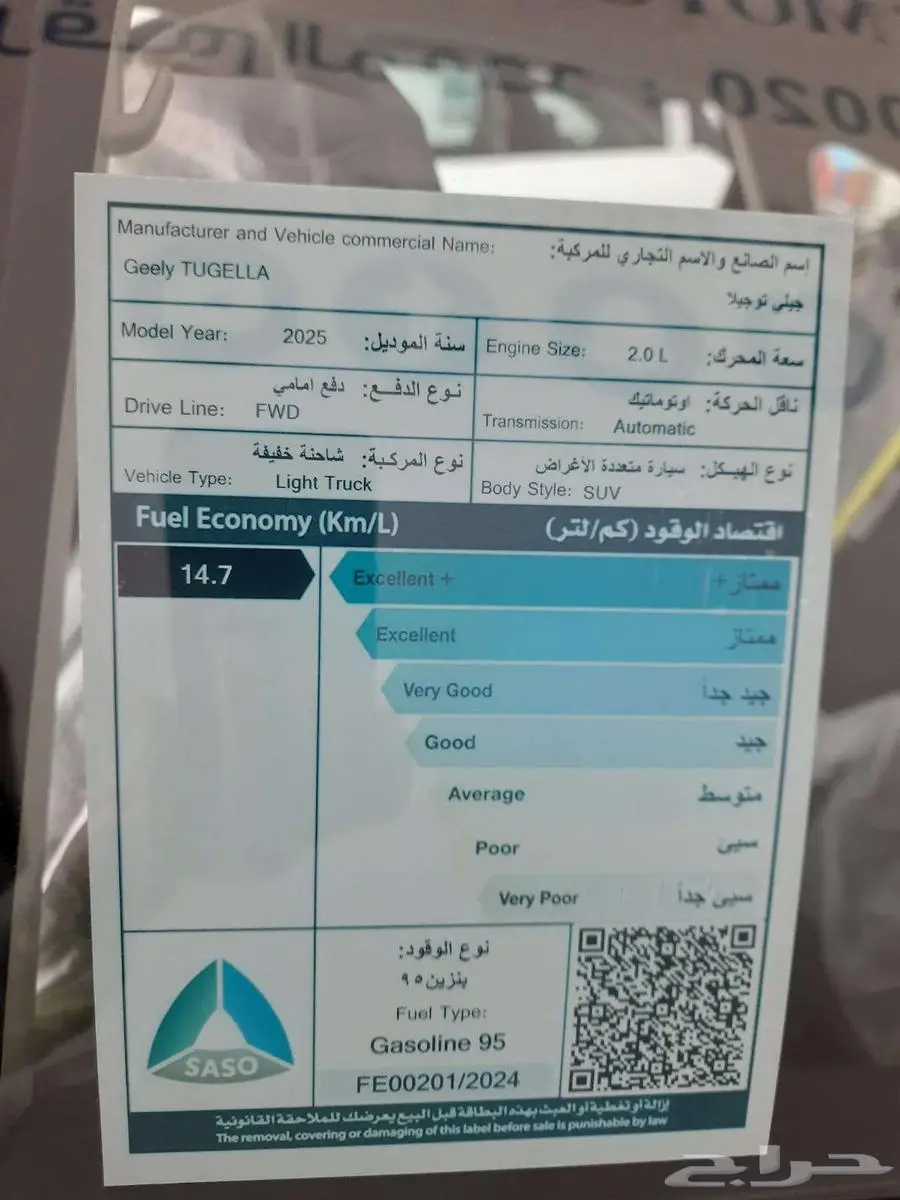 0020
Manufacturer and Vehicle commercial Name: إسم الصانع والاسم التجاري للمركبة:
Geely TUGELLA جيلي توجيلا
Model Year: 2025 سنة الموديل:
Engine Size: 2.0 L سعة المحرك:
نوع الدفع: دفع امامي
Drive Line: FWD
ناقل الحركة: اوتوماتيك
Transmission: Automatic
نوع المركبة: شاحنة خفيفة
Vehicle Type: Light Truck
نوع الهيكل: سيارة متعددة الأغراض
Body Style: SUV
Fuel Economy (Km/L) اقتصاد الوقود (كم/لتر)
14.7
Excellent + ممتاز+
Excellent ممتاز
Very Good جيد جداً
Good جيد
Average متوسط
Poor سيئ
Very Poor سيئ جداً
SASO
نوع الوقود:
بنزين ٩٥
Fuel Type:
Gasoline 95
FE00201/2024
إزالة أو تغطية أو العبث بهذه البطاقة قبل البيع يعرضك للملاحقة القانونية
The removal, covering or damaging of this label before sale is punishable by law
حراج